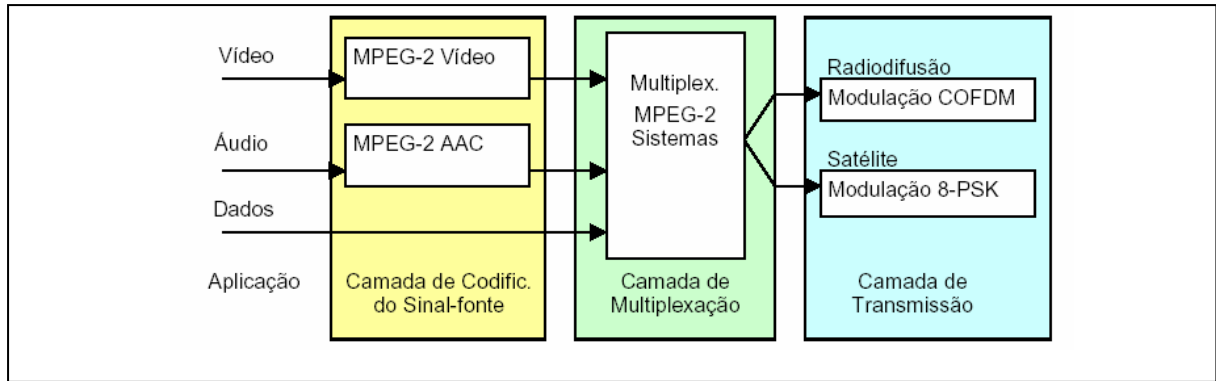 Vídeo
MPEG-2 Vídeo
Áudio
MPEG-2 AAC
Dados
Aplicação
Camada de Codific.
do Sinal-fonte
Multiplex.
MPEG-2
Sistemas
Camada de
Multiplexação
Radiodifusão
Modulação COFDM
Satélite
Modulação 8-PSK
Camada de
Transmissão